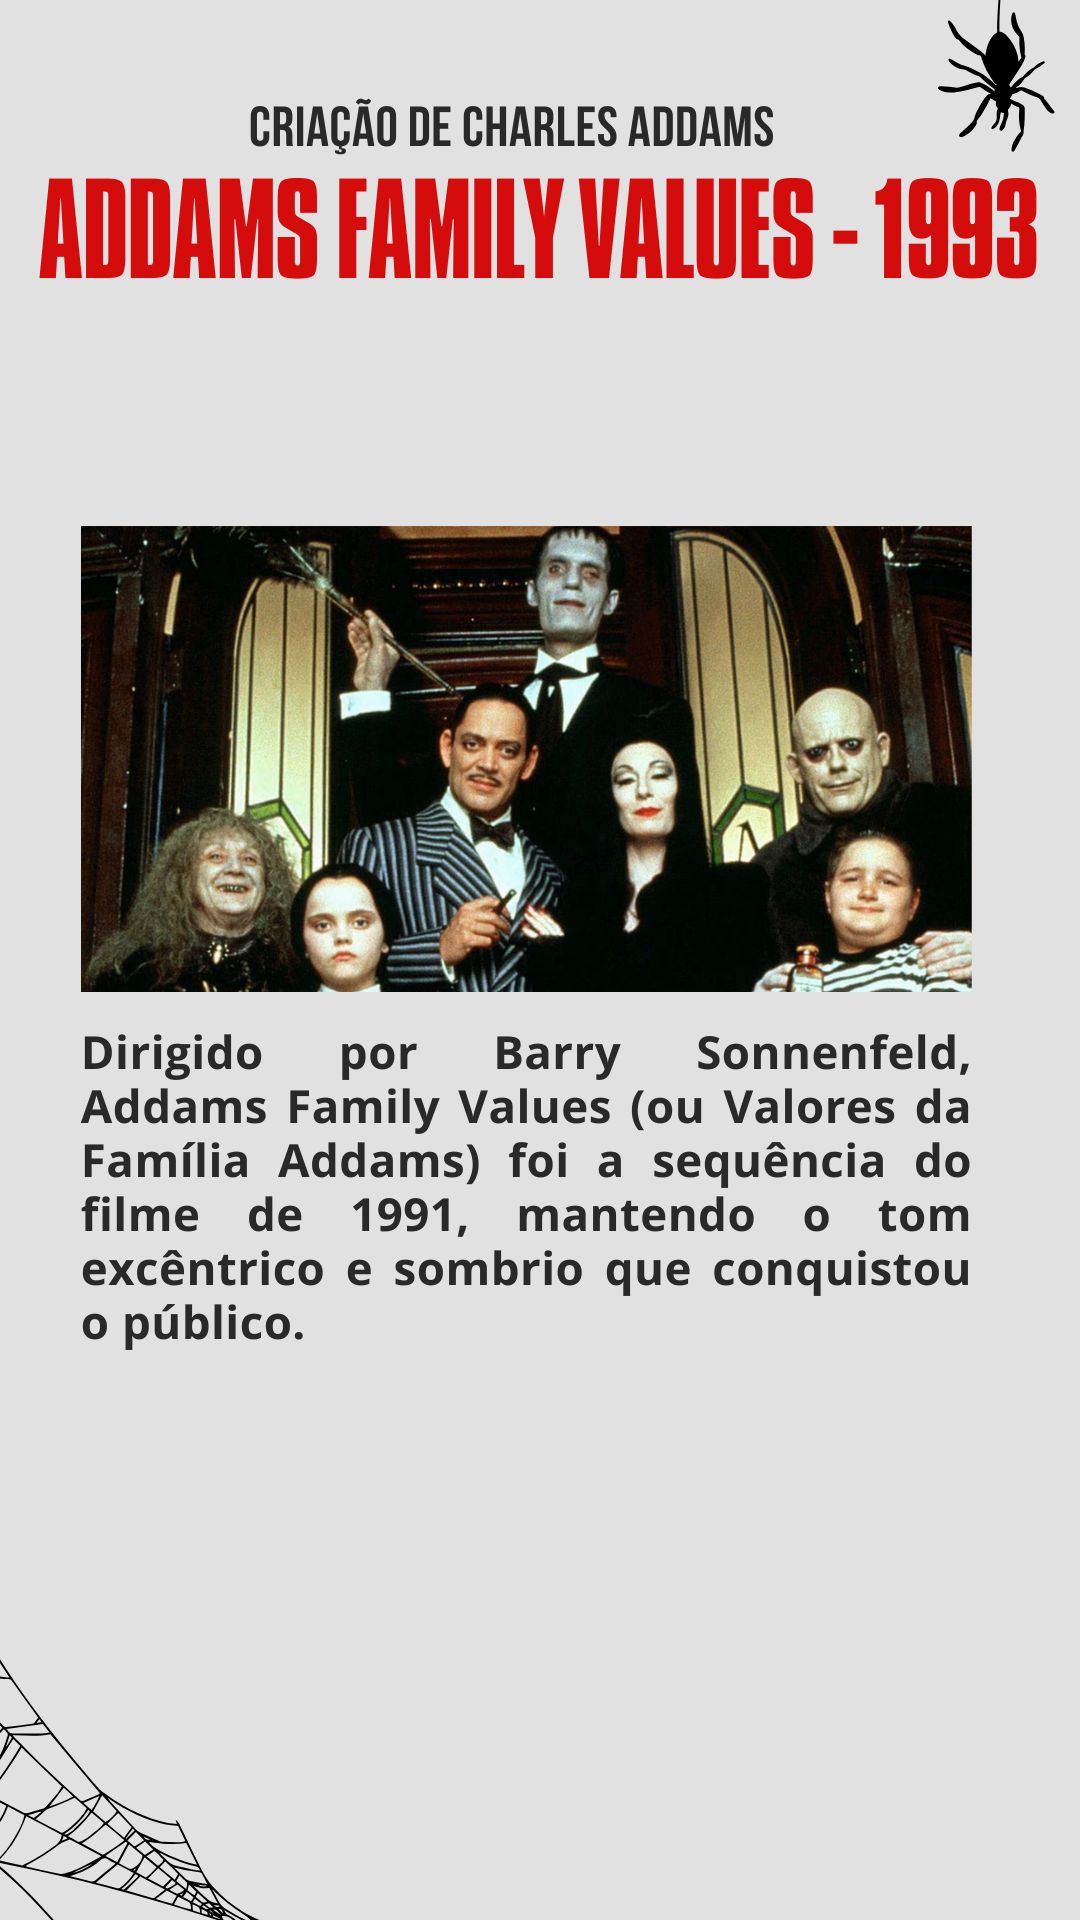 CRIAÇÃO DE CHARLES ADDAMS
ADDAMS FAMILY VALUES - 1993
Dirigido por Barry Sonnenfeld,
Addams Family Values (ou Valores da
Família Addams) foi a sequência do
filme de 1991, mantendo o tom
excêntrico e sombrio que conquistou
o público.